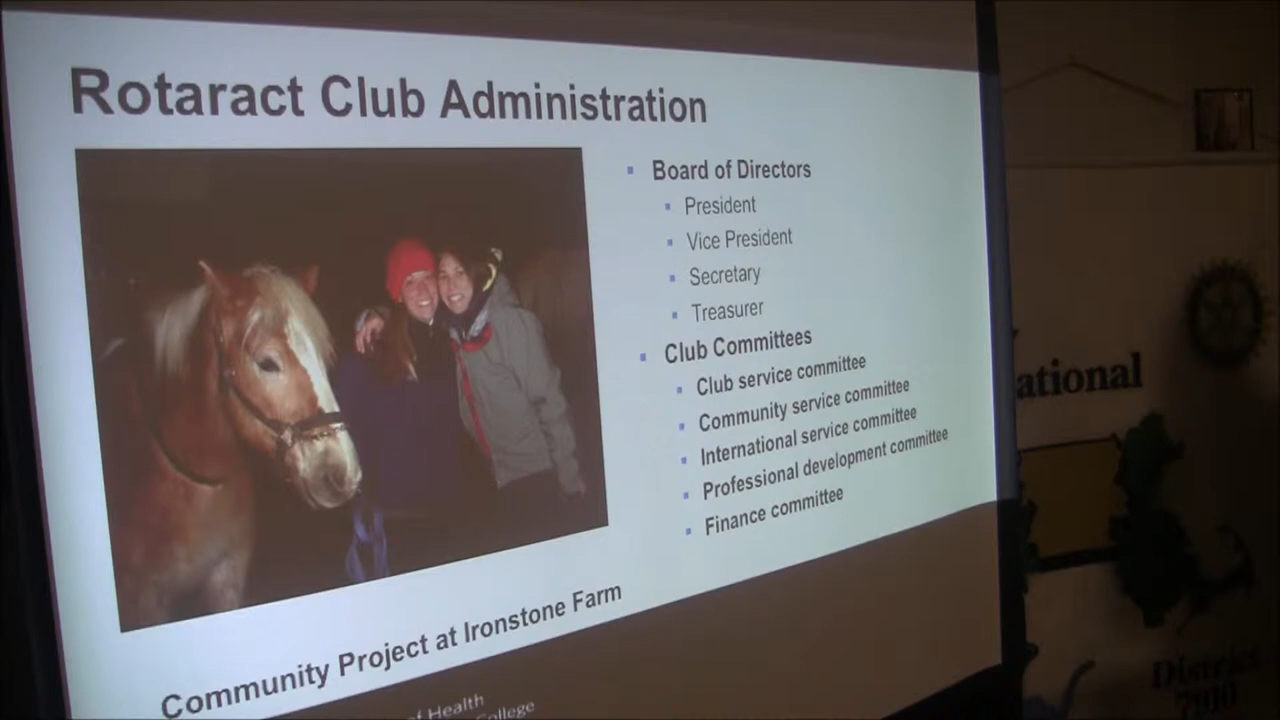 Rotaract Club Administration
Board of Directors
President
Vice President
Secretary
Treasurer
Club Committees
Club service committee
Community service committee
International service committee
Professional development committee
Finance committee
Community Project at Ironstone Farm
of Health
College
ational
District